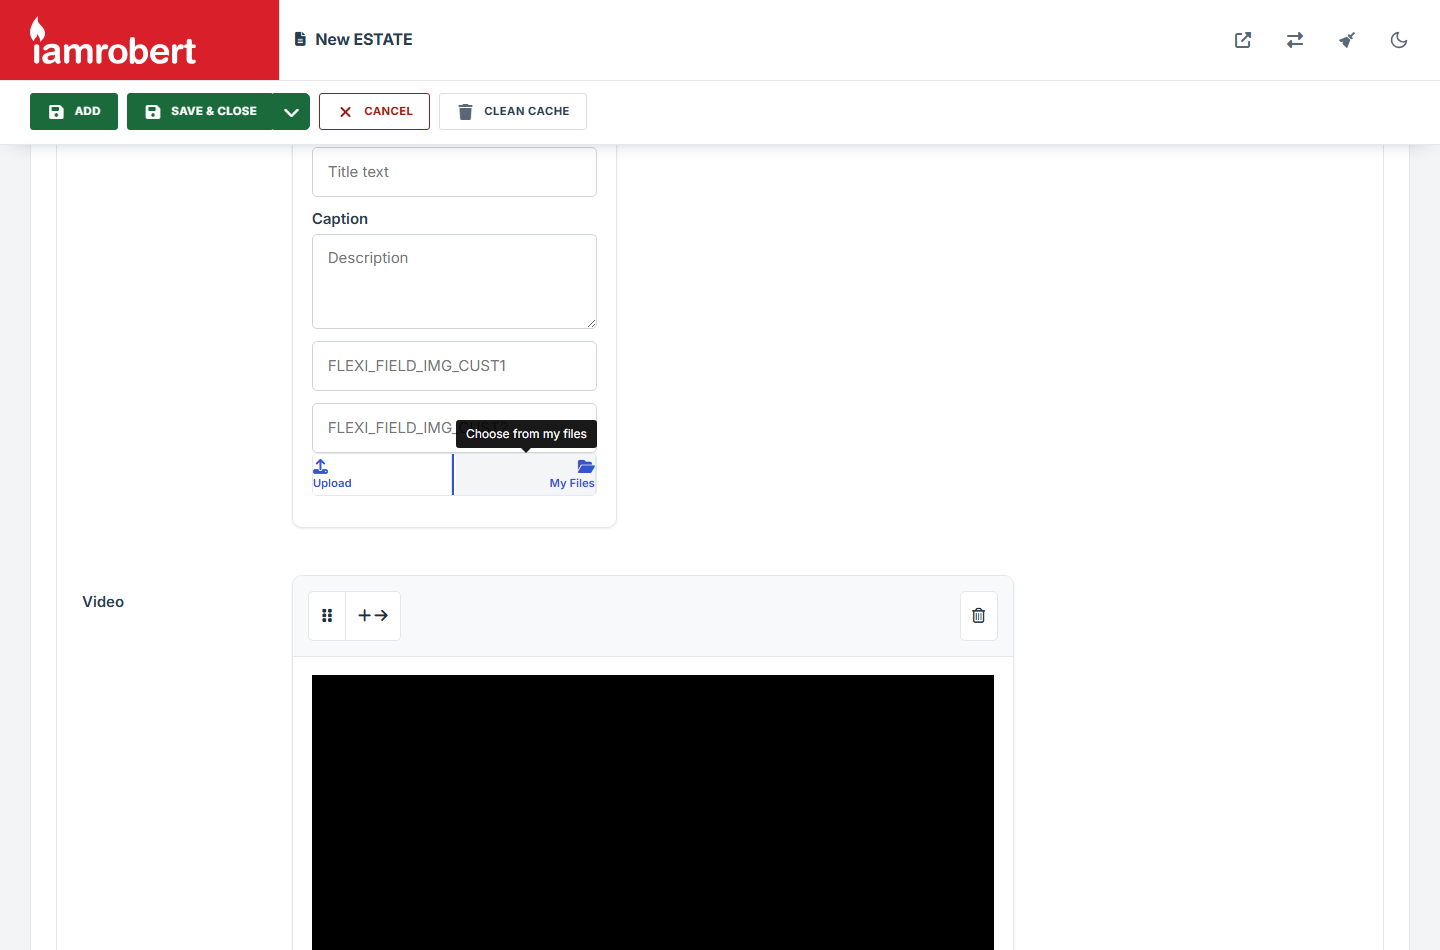 iamrobert
New ESTATE
ADD
SAVE & CLOSE
CANCEL
CLEAN CACHE
Title text
Caption
Description
FLEXI_FIELD_IMG_CUST1
FLEXI_FIELD_IMG_
Choose from my files
Upload
My Files
Video